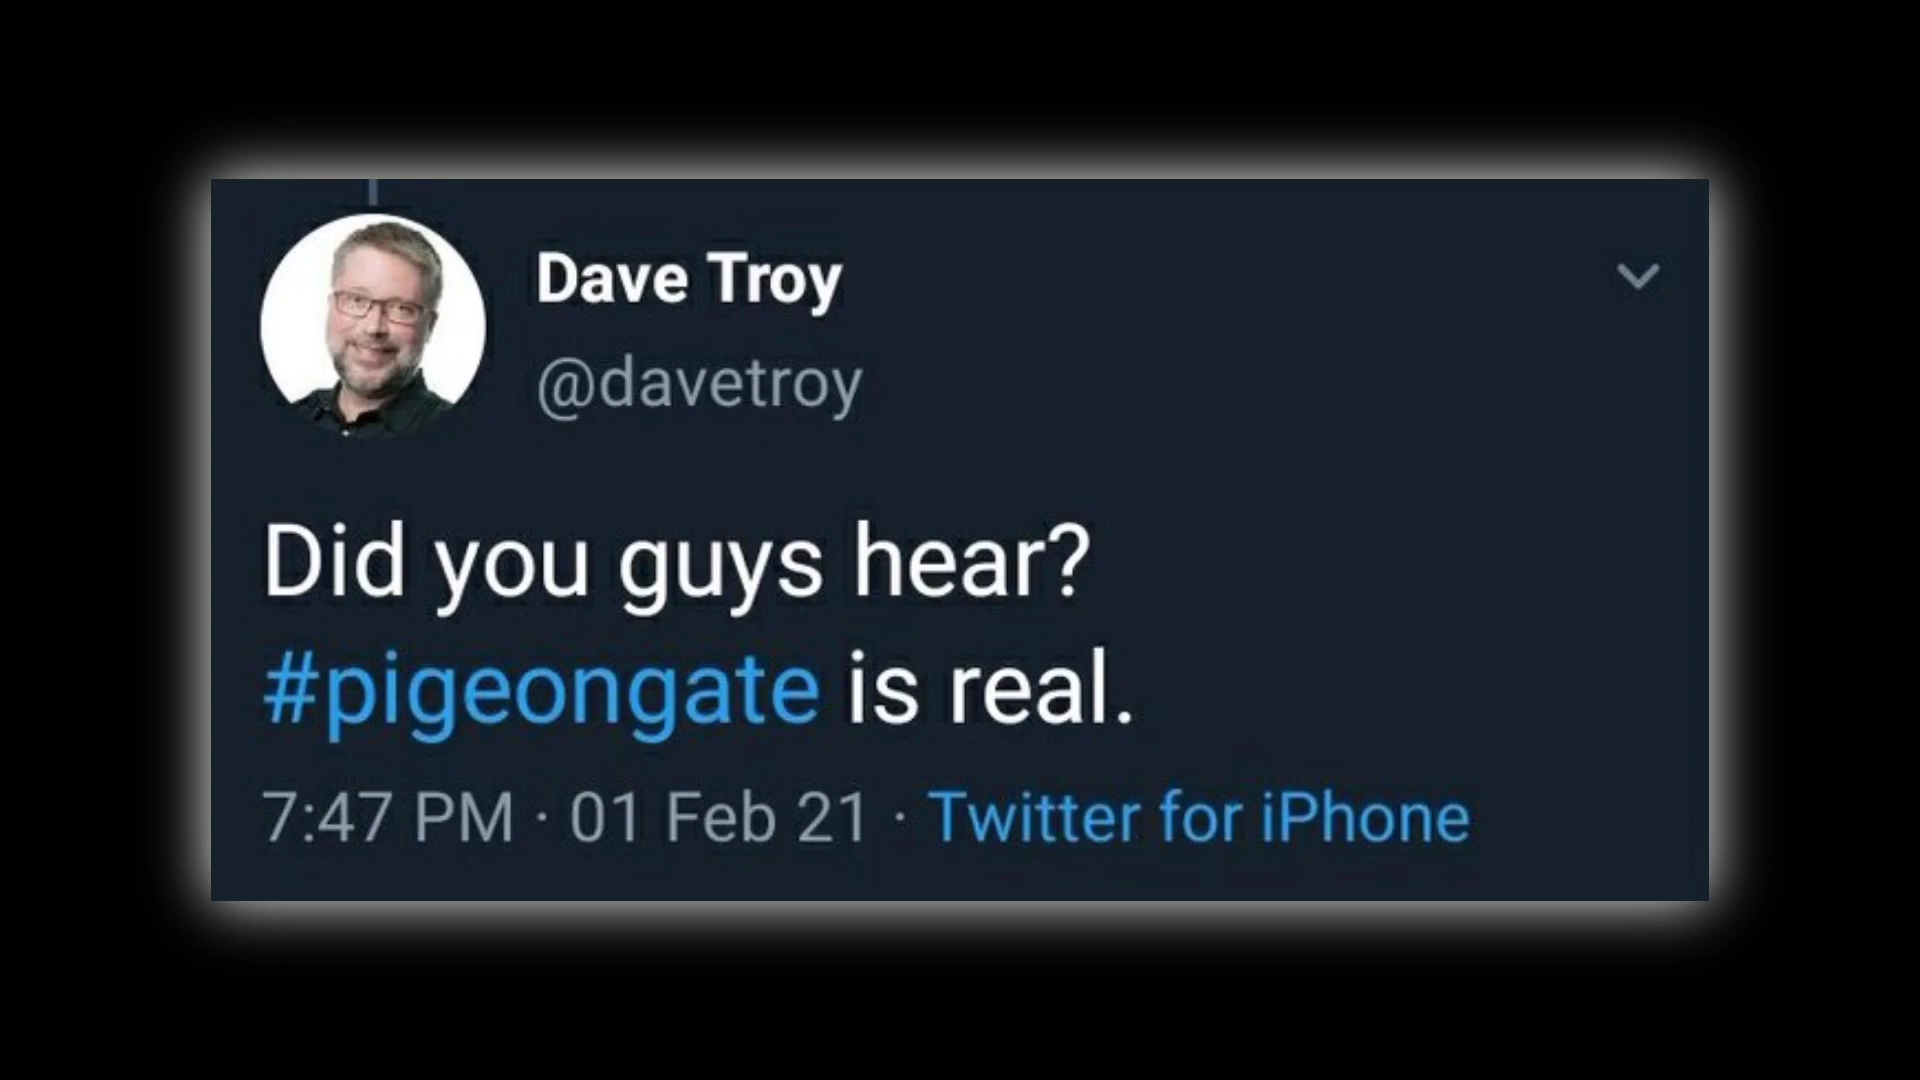 Dave Troy
@davetroy
Did you guys hear?
#pigeongate is real.
7:47 PM · 01 Feb 21 · Twitter for iPhone